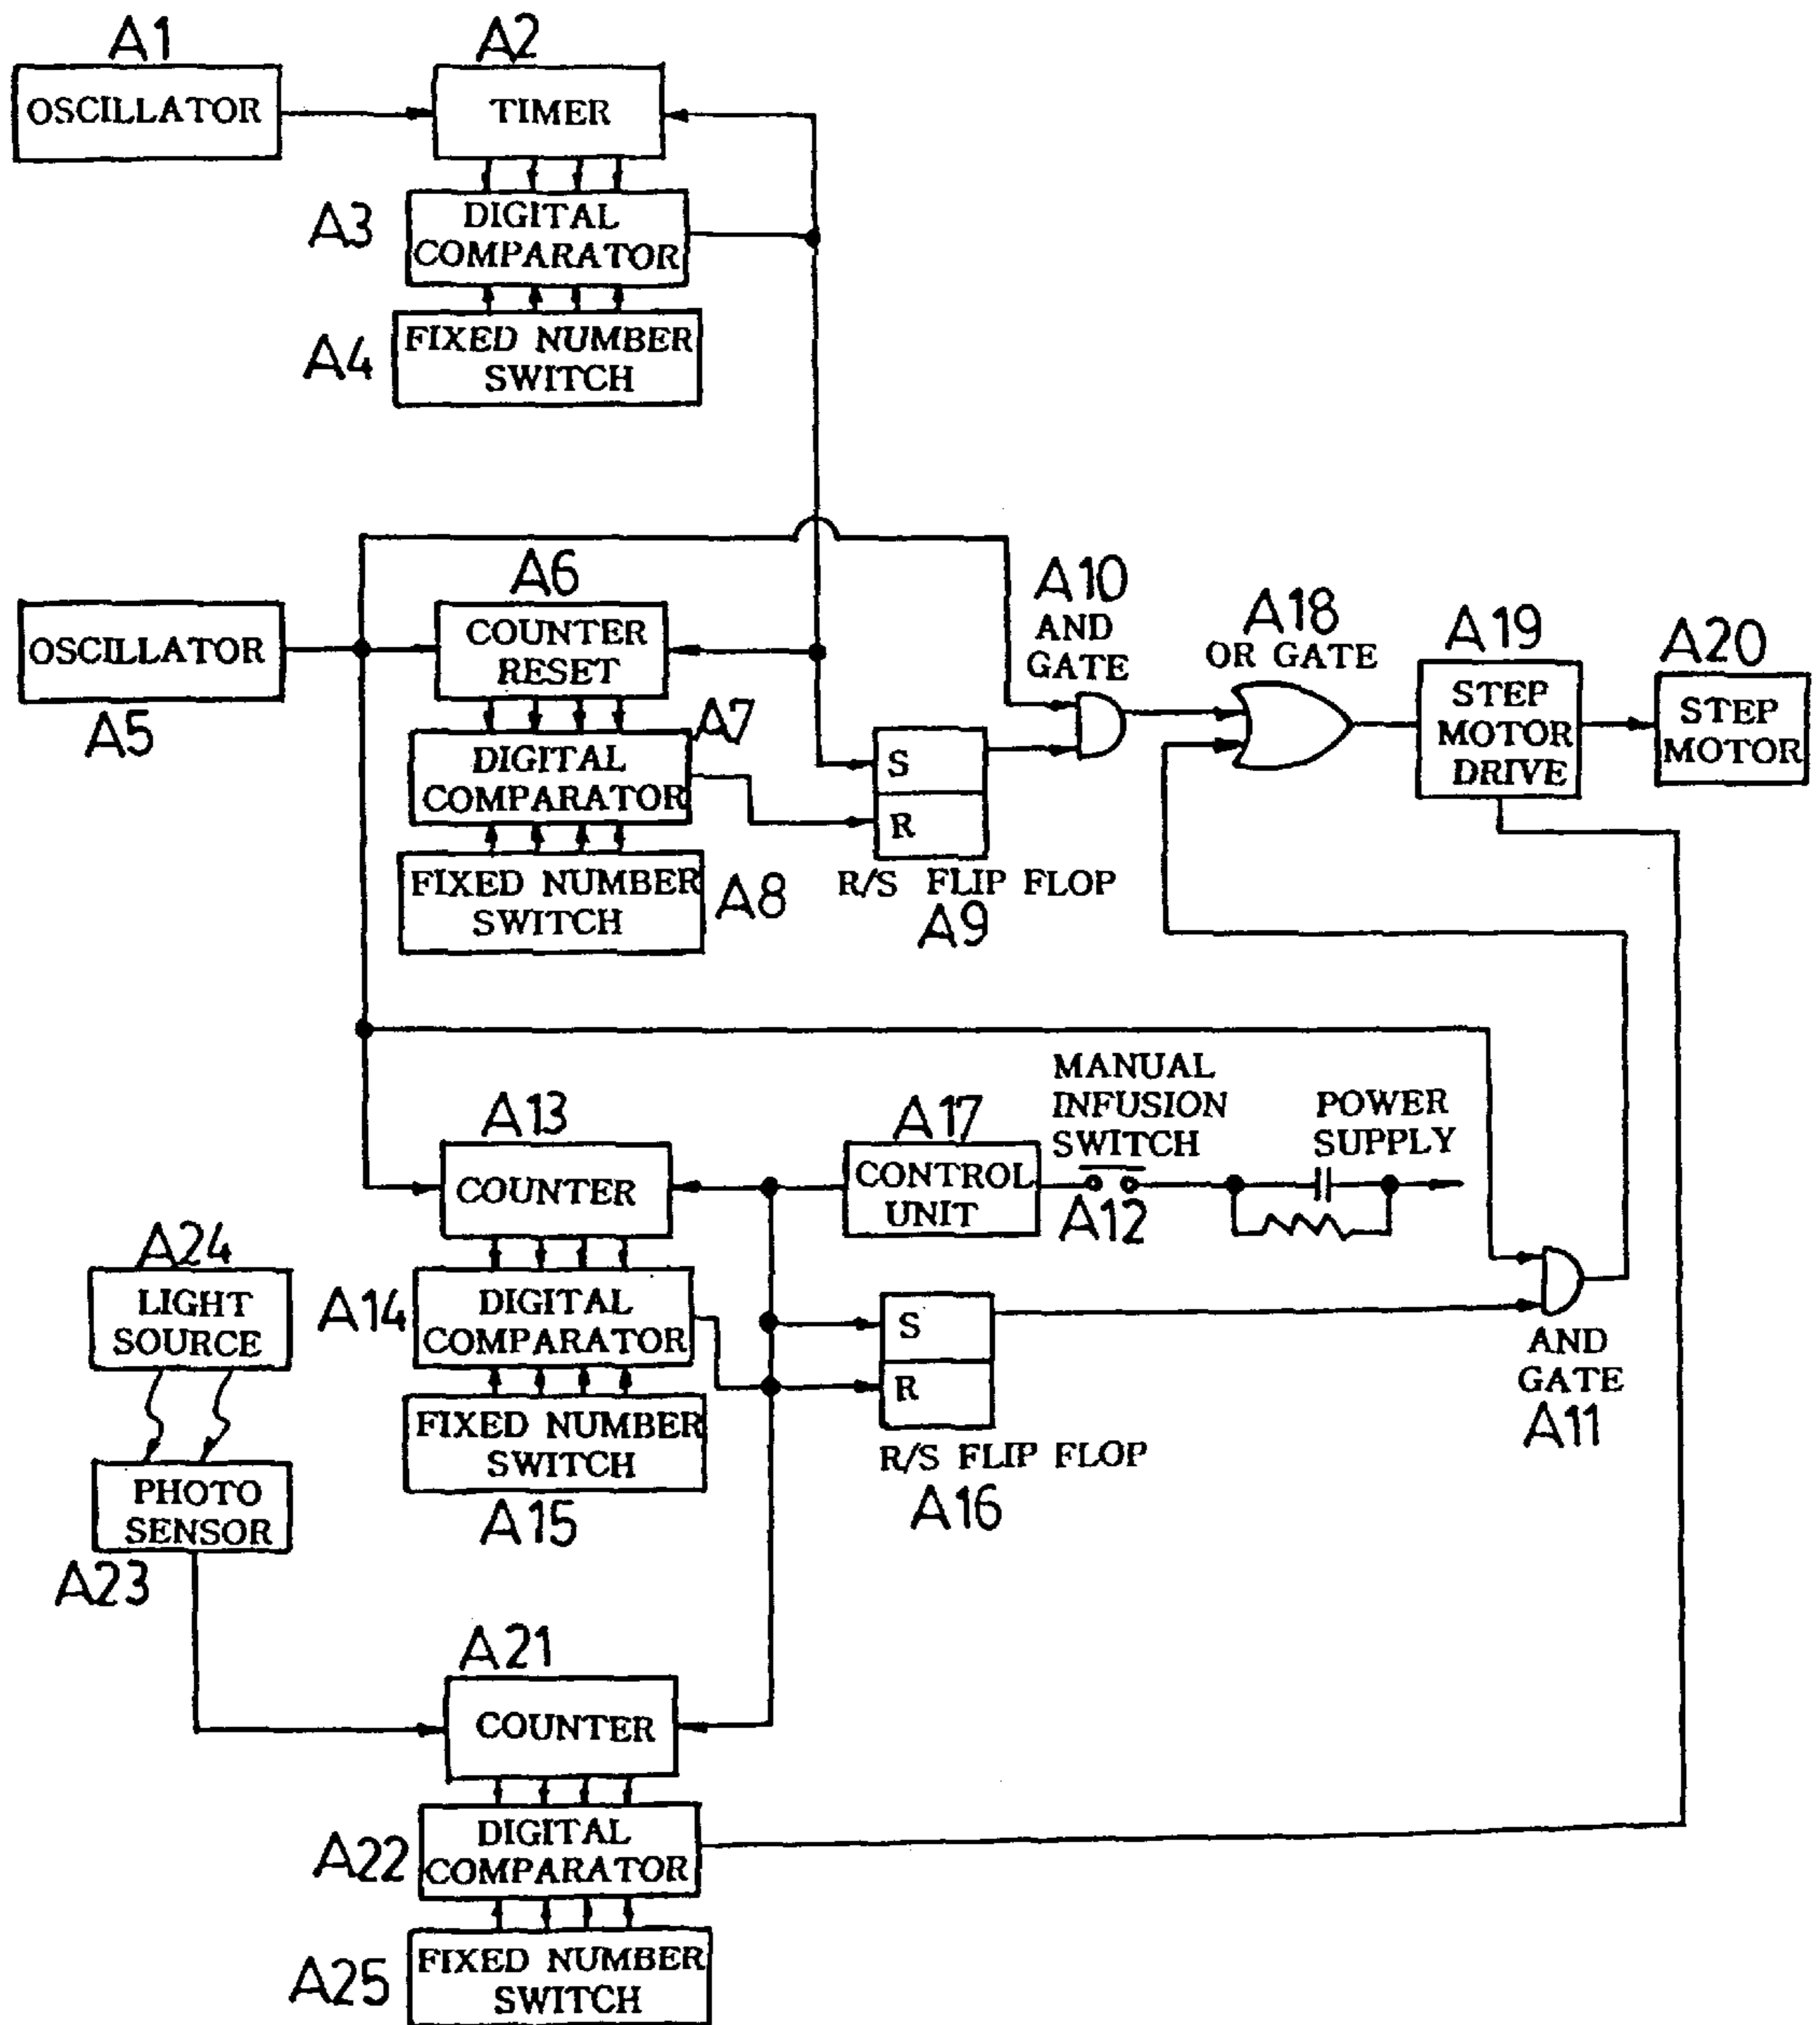 A1
OSCILLATOR
A2
TIMER
A3
DIGITAL
COMPARATOR
A4
FIXED NUMBER
SWITCH
OSCILLATOR
A5
A6
COUNTER
RESET
A7
DIGITAL
COMPARATOR
FIXED NUMBER
SWITCH
A8
S
R
R/S FLIP FLOP
A9
A10
AND
GATE
A18
OR GATE
A19
STEP
MOTOR
DRIVE
A20
STEP
MOTOR
A13
COUNTER
A17
CONTROL
UNIT
MANUAL
INFUSION
SWITCH
A12
POWER
SUPPLY
A24
LIGHT
SOURCE
A14
DIGITAL
COMPARATOR
S
R
R/S FLIP FLOP
A16
AND
GATE
A11
FIXED NUMBER
SWITCH
A15
PHOTO
SENSOR
A23
A21
COUNTER
A22
DIGITAL
COMPARATOR
A25
FIXED NUMBER
SWITCH